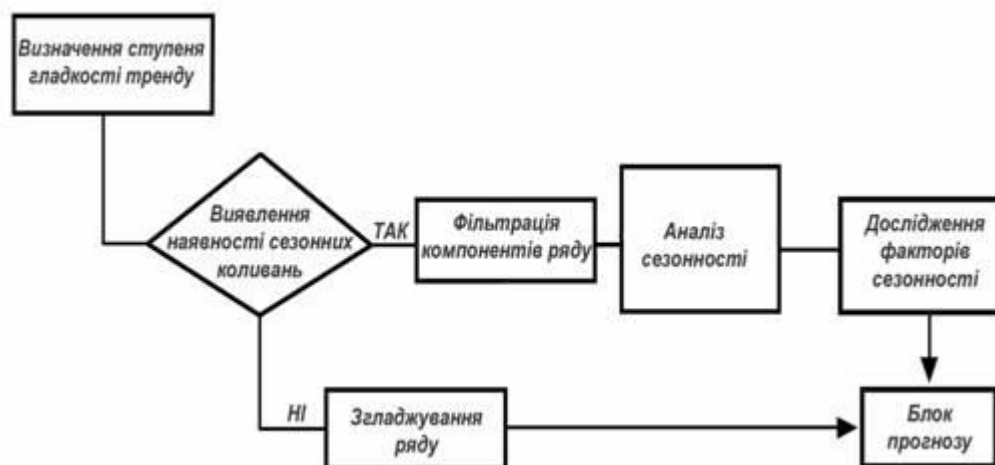 Визначення ступеня
гладкості тренду
Виявлення
наявності сезонних
коливань
ТАК
Фільтрація
компонентів ряду
Аналіз
сезонності
Дослідження
факторів
сезонності
НІ
Згладжування
ряду
Блок
прогнозу